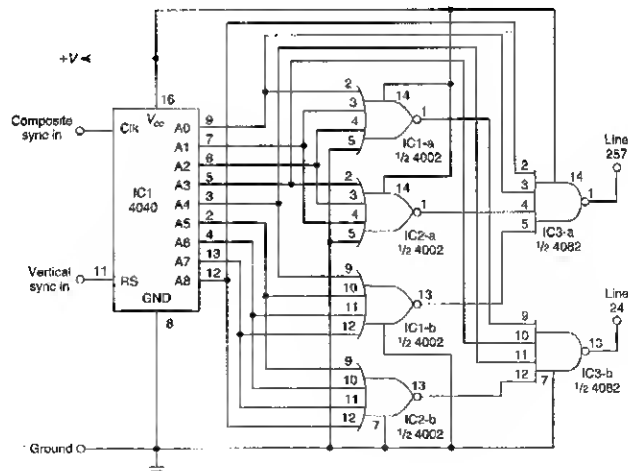 +V
16
VCC
Composite
sync in
Clk
IC1
4040
Vertical
sync in
11
RS
GND
8
Ground
A0 9
A1 7
A2 6
A3 5
A4 3
A5 2
A6 4
A7 13
A8 12
2
3
4
5
14
1
IC1-a
1/2 4002
2
3
4
5
14
1
IC2-a
1/2 4002
9
10
11
12
13
IC1-b
1/2 4002
9
10
11
12
13
7
IC2-b
1/2 4002
2
3
4
5
14
1
IC3-a
1/2 4082
Line
257
9
10
11
12
7
13
IC3-b
1/2 4082
Line
24